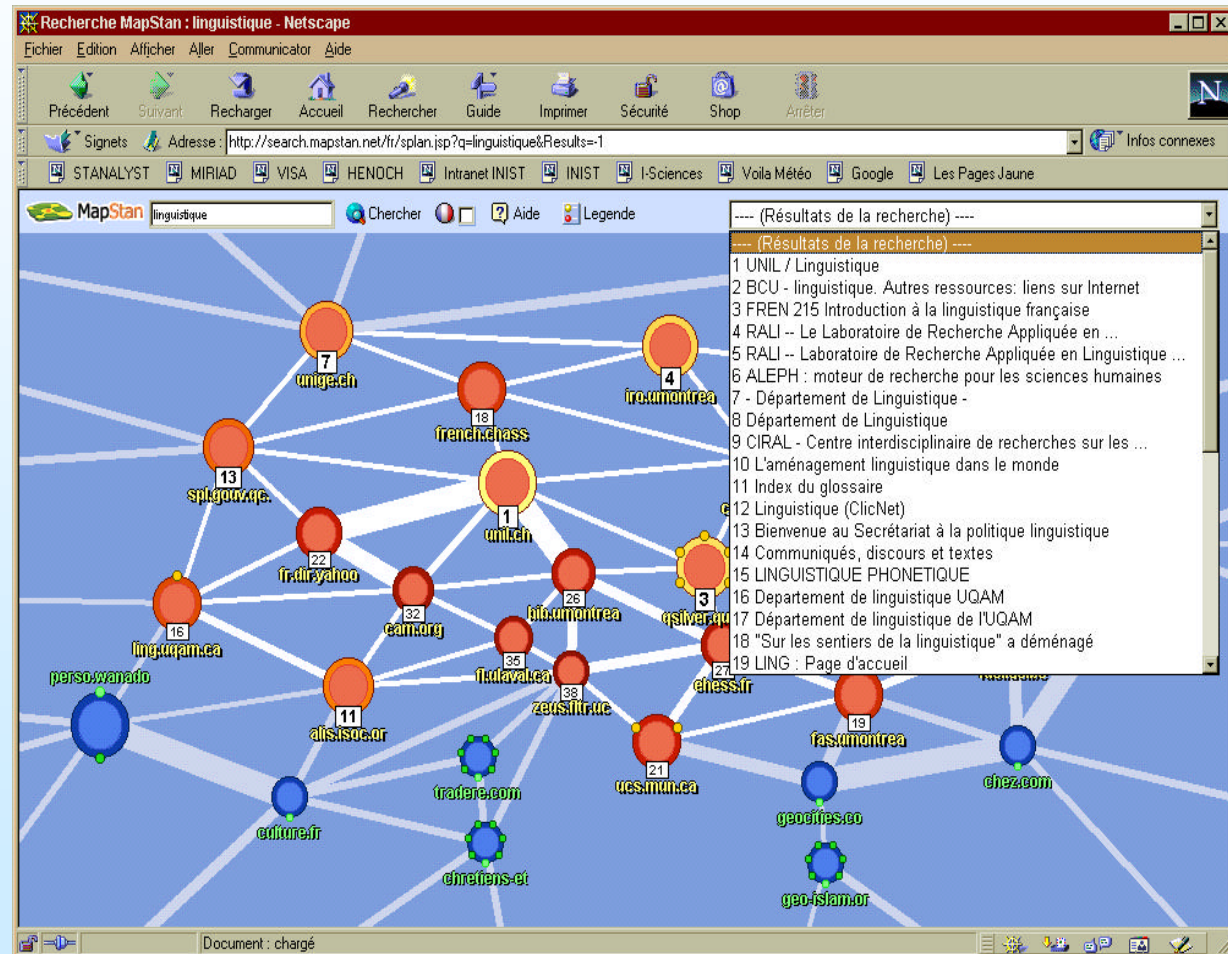 Recherche MapStan : linguistique - Netscape
Fichier Edition Afficher Aller Communicator Aide
Précédent Suivant Recharger Accueil Rechercher Guide Imprimer Sécurité Shop Arrêter
N
Signets Adresse : http://search.mapstan.net/fr/splan.jsp?q=linguistique&Results=-1 Infos connexes
STANALYST MIRIAD VISA HENOCH Intranet INIST INIST I-Sciences Voila Météo Google Les Pages Jaune
MapStan linguistique Chercher Aide Legende ---- (Résultats de la recherche) ----
---- (Résultats de la recherche) ----
1 UNIL / Linguistique
2 BCU - linguistique. Autres ressources: liens sur Internet
3 FREN 215 Introduction à la linguistique française
4 RALI -- Le Laboratoire de Recherche Appliquée en ...
5 RALI -- Laboratoire de Recherche Appliquée en Linguistique ...
6 ALEPH : moteur de recherche pour les sciences humaines
7 - Département de Linguistique -
8 Département de Linguistique
9 CIRAL - Centre interdisciplinaire de recherches sur les ...
10 L'aménagement linguistique dans le monde
11 Index du glossaire
12 Linguistique (ClicNet)
13 Bienvenue au Secrétariat à la politique linguistique
14 Communiqués, discours et textes
15 LINGUISTIQUE PHONETIQUE
16 Departement de linguistique UQAM
17 Département de linguistique de l'UQAM
18 "Sur les sentiers de la linguistique" a déménagé
19 LING : Page d'accueil
7
unige.ch
4
iro.umontrea
18
french.chass
13
spl.gouv.qc.
1
unil.ch
22
fr.dir.yahoo
26
bib.umontrea
3
qsilver.qu
32
cam.org
16
ling.uqam.ca
35
fl.ulaval.ca
27
ehess.fr
38
zeus.fltr.uc
perso.wanado
11
alis.isoc.or
19
fas.umontrea
21
ucs.mun.ca
tradere.com
chez.com
culture.fr
geocities.co
chretiens-et
geo-islam.or
Document : chargé